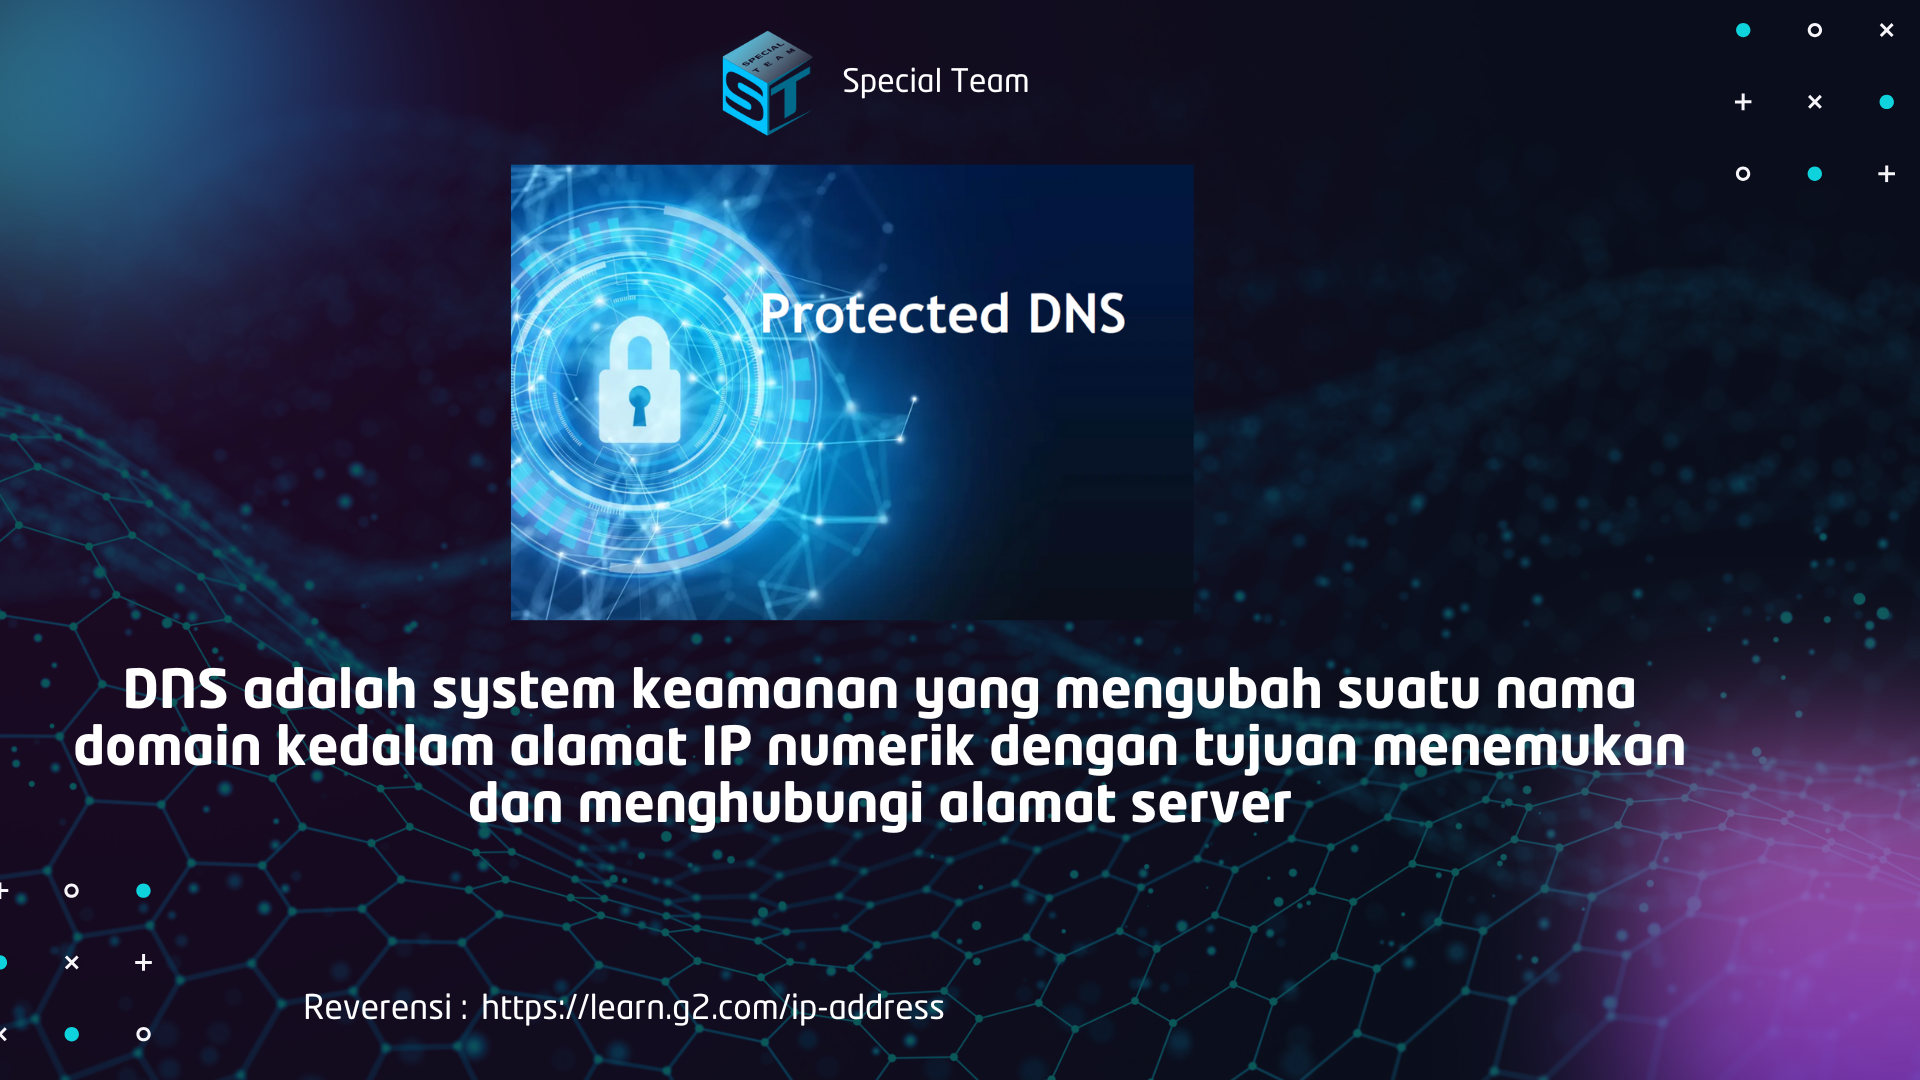 SPECIAL
TEAM
ST
Special Team
Protected DNS
DNS adalah system keamanan yang mengubah suatu nama
domain kedalam alamat IP numerik dengan tujuan menemukan
dan menghubungi alamat server
Reverensi : https://learn.g2.com/ip-address